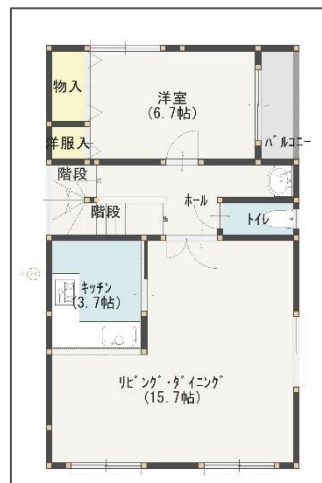 物入
洋室
(6.7帖)
バルコニー
洋服入
階段
ホール
階段
トイレ
キッチン
(3.7帖)
リビング・ダイニング
(15.7帖)